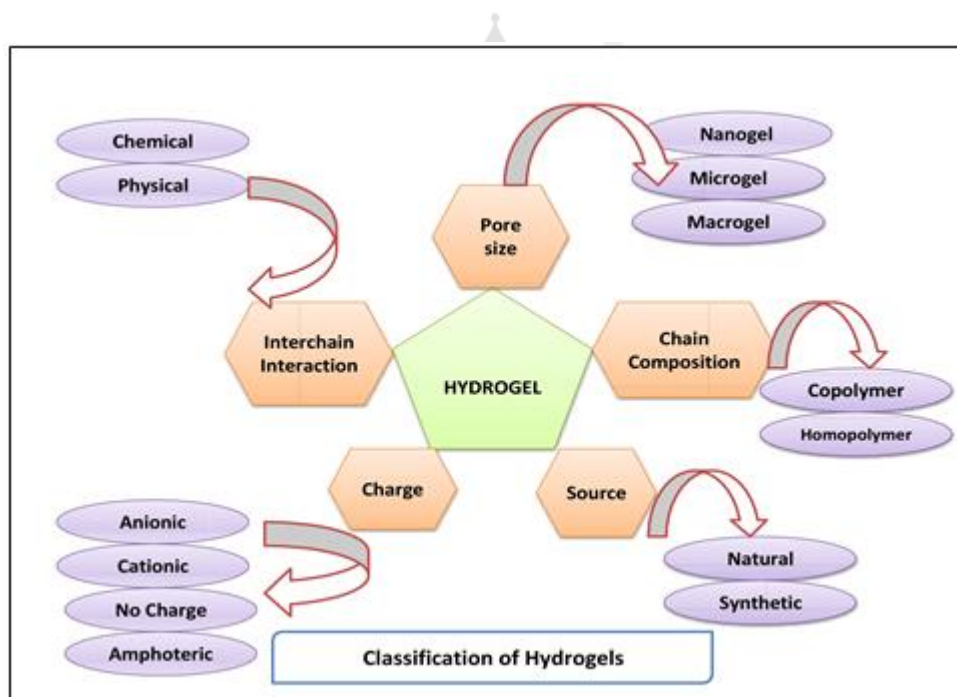 Chemical
Physical
Pore
size
Nanogel
Microgel
Macrogel
Interchain
Interaction
HYDROGEL
Chain
Composition
Copolymer
Homopolymer
Charge
Source
Anionic
Cationic
No Charge
Amphoteric
Natural
Synthetic
Classification of Hydrogels